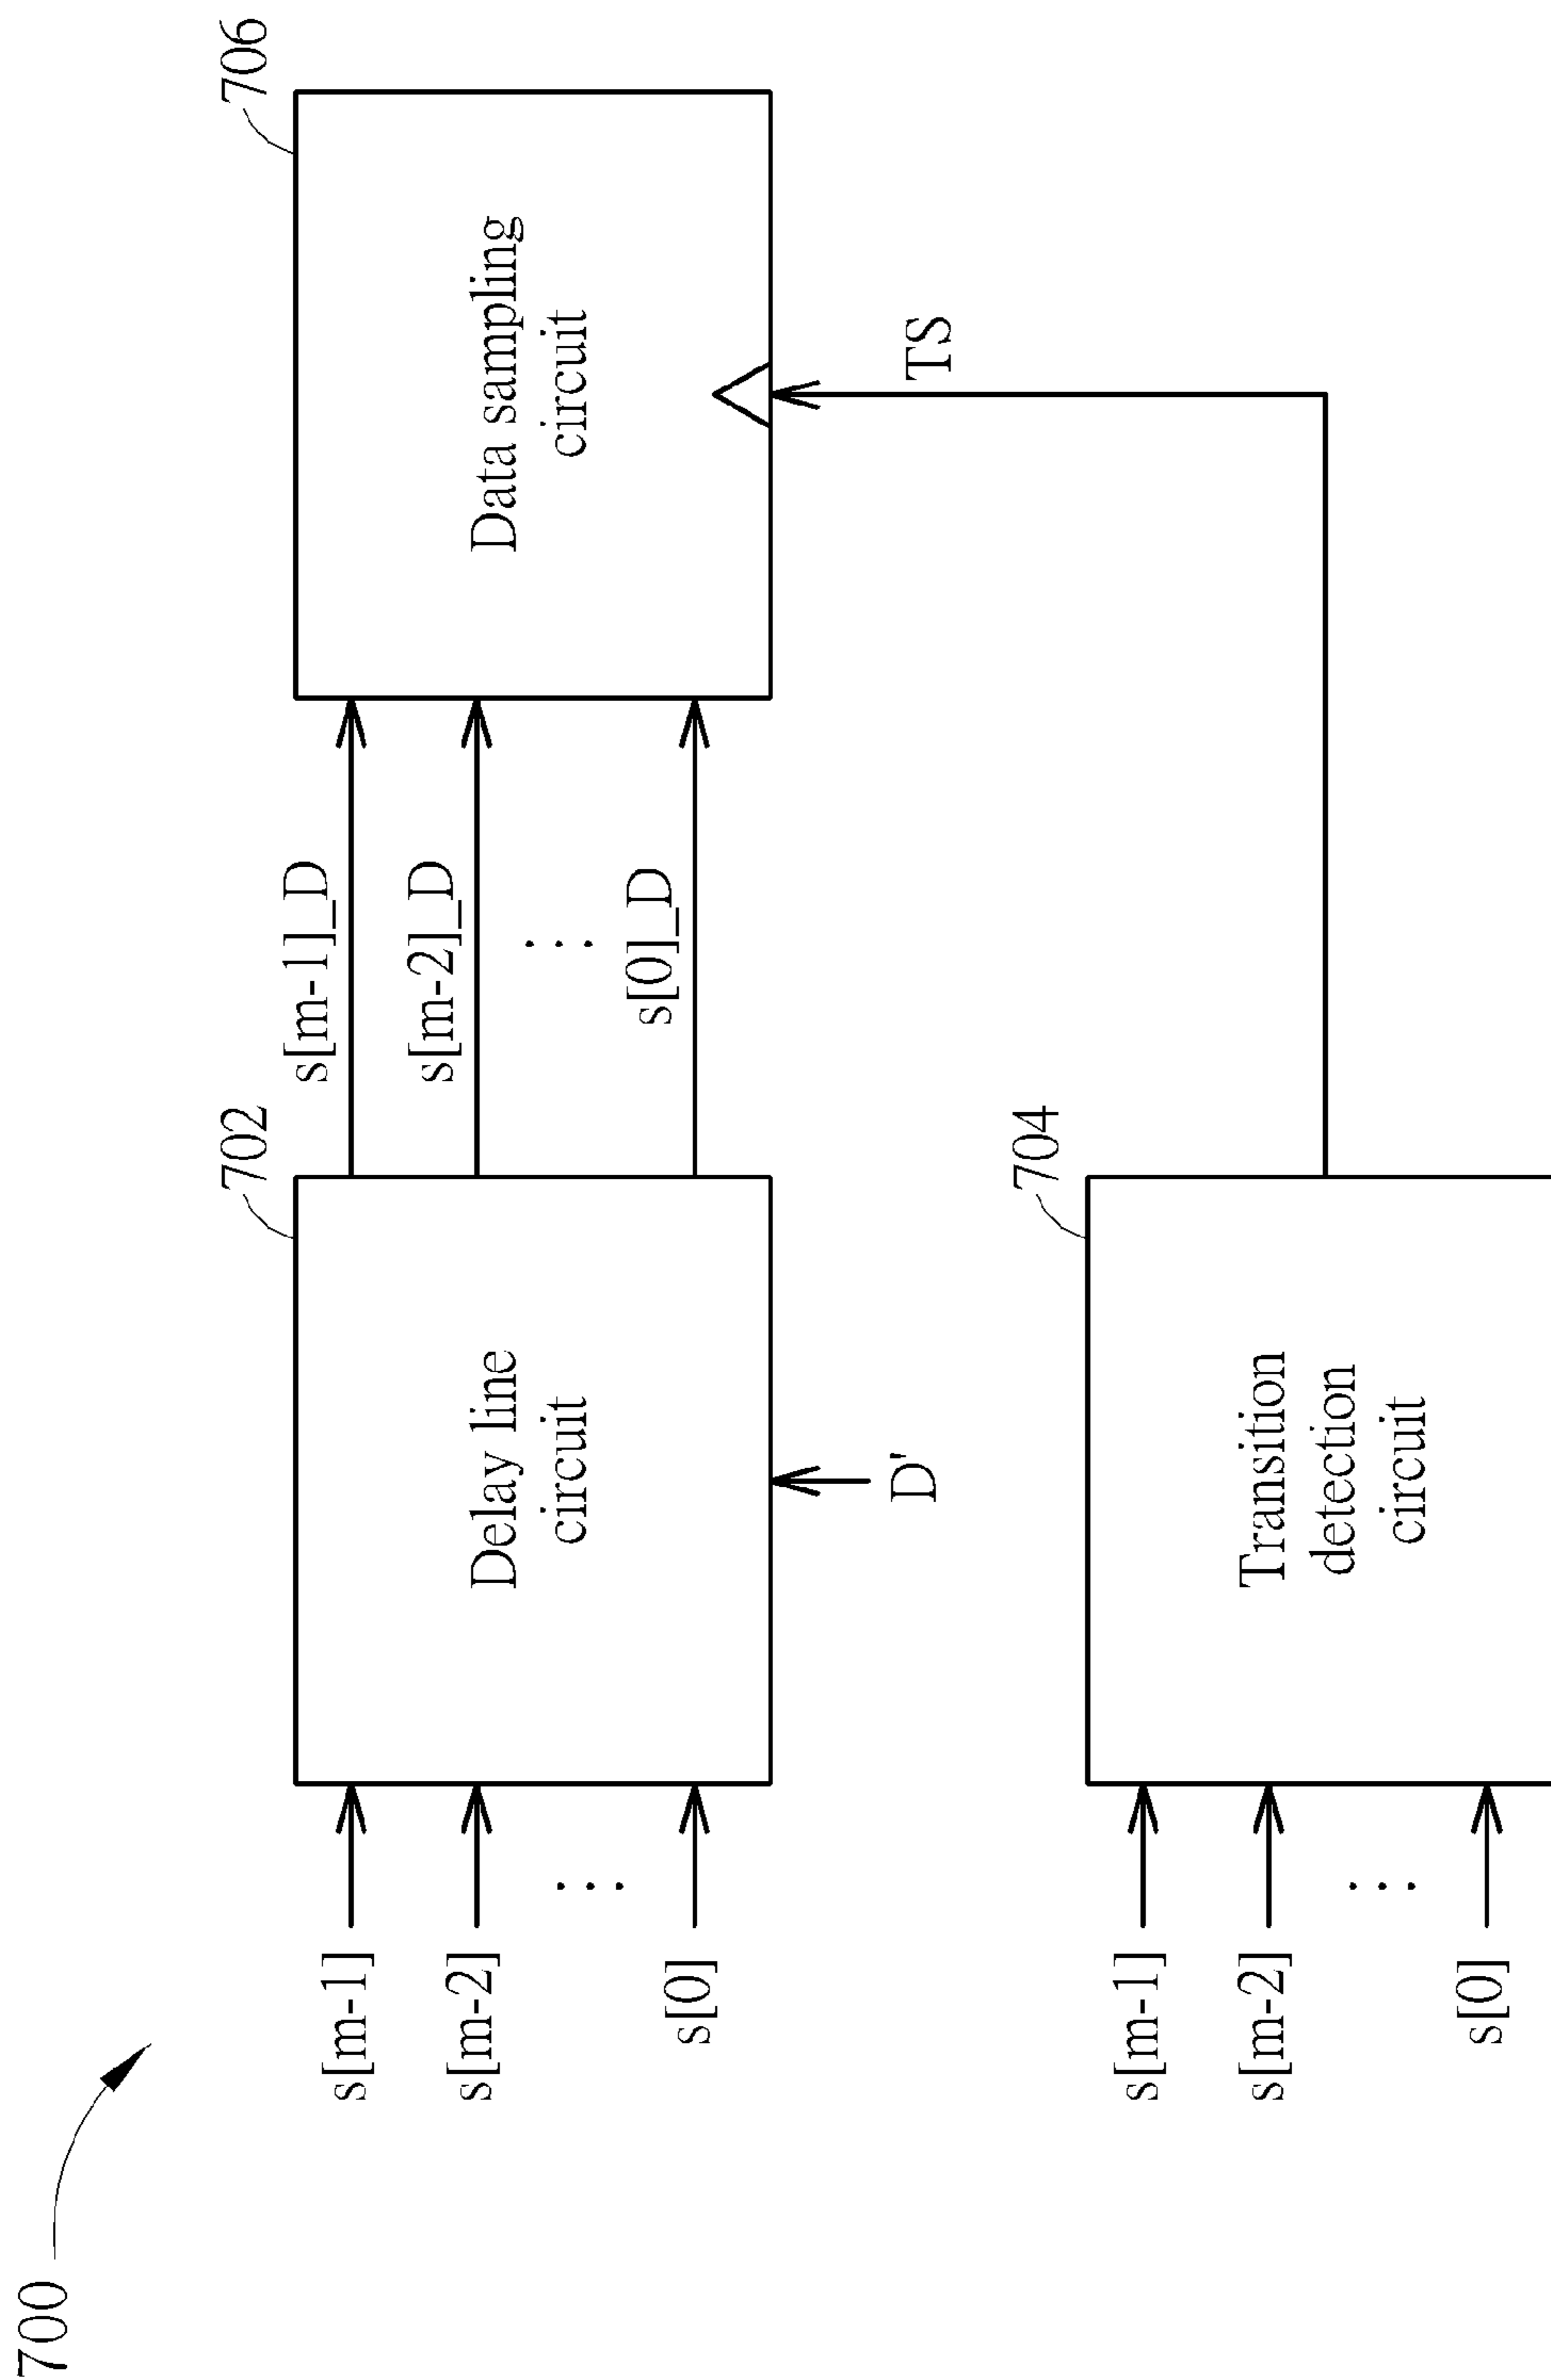 700
702
706
s[m-1]
s[m-2]
⋮
s[0]
Delay line
circuit
s[m-1]_D
s[m-2]_D
⋮
s[0]_D
Data sampling
circuit
D'
TS
704
s[m-1]
s[m-2]
⋮
s[0]
Transition
detection
circuit